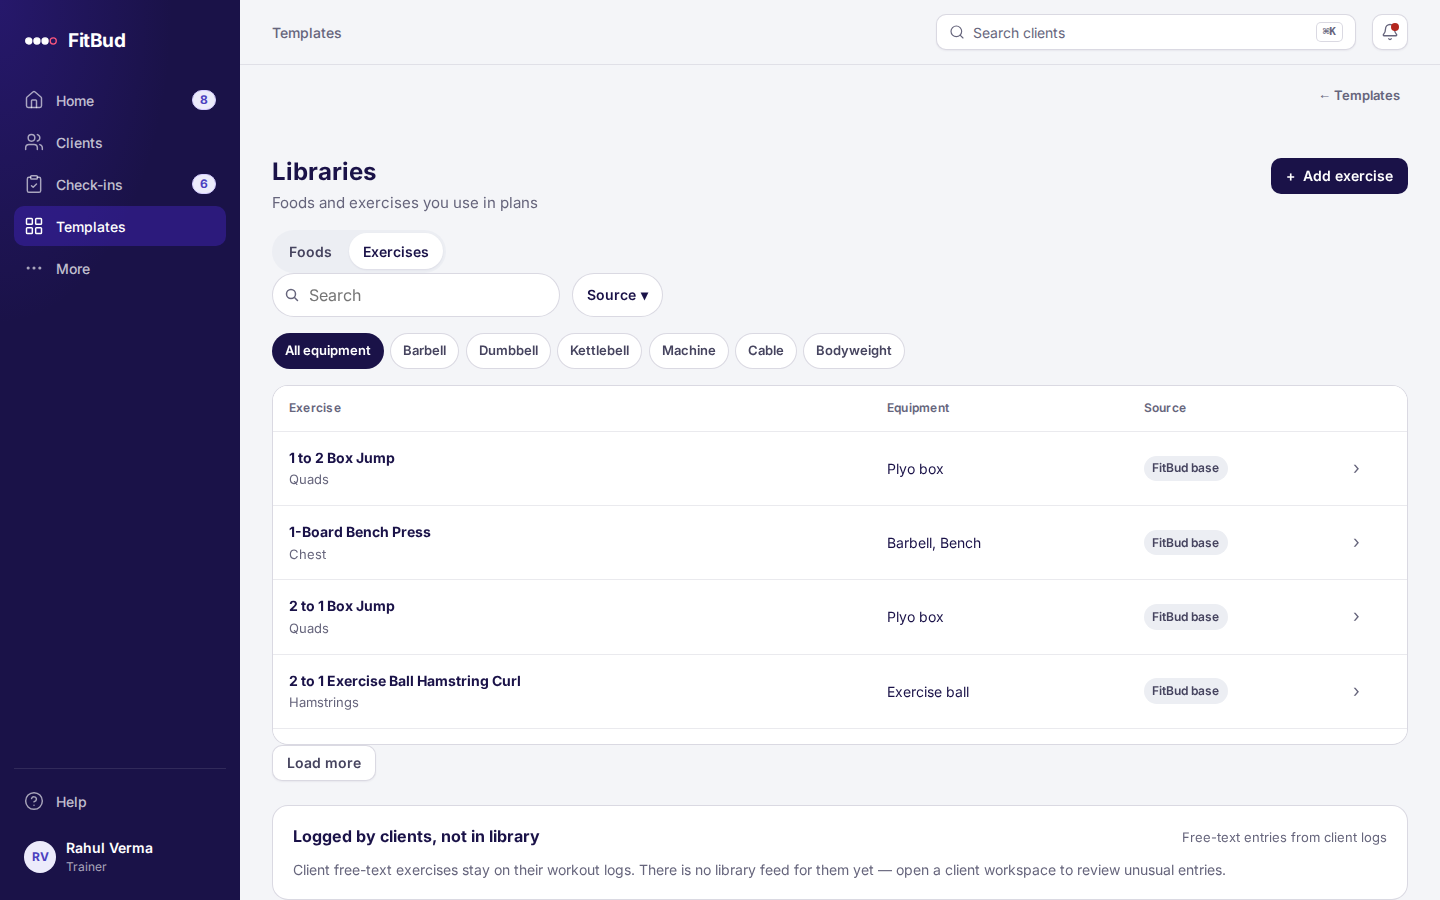 FitBud
Home 8
Clients
Check-ins 6
Templates
More
Help
RV
Rahul Verma
Trainer
Templates
Search clients
⌘K
← Templates
Libraries
Foods and exercises you use in plans
+ Add exercise
Foods Exercises
Search
Source ▾
All equipment Barbell Dumbbell Kettlebell Machine Cable Bodyweight
Exercise Equipment Source
1 to 2 Box Jump
Quads
Plyo box
FitBud base
1-Board Bench Press
Chest
Barbell, Bench
FitBud base
2 to 1 Box Jump
Quads
Plyo box
FitBud base
2 to 1 Exercise Ball Hamstring Curl
Hamstrings
Exercise ball
FitBud base
Load more
Logged by clients, not in library
Free-text entries from client logs
Client free-text exercises stay on their workout logs. There is no library feed for them yet — open a client workspace to review unusual entries.